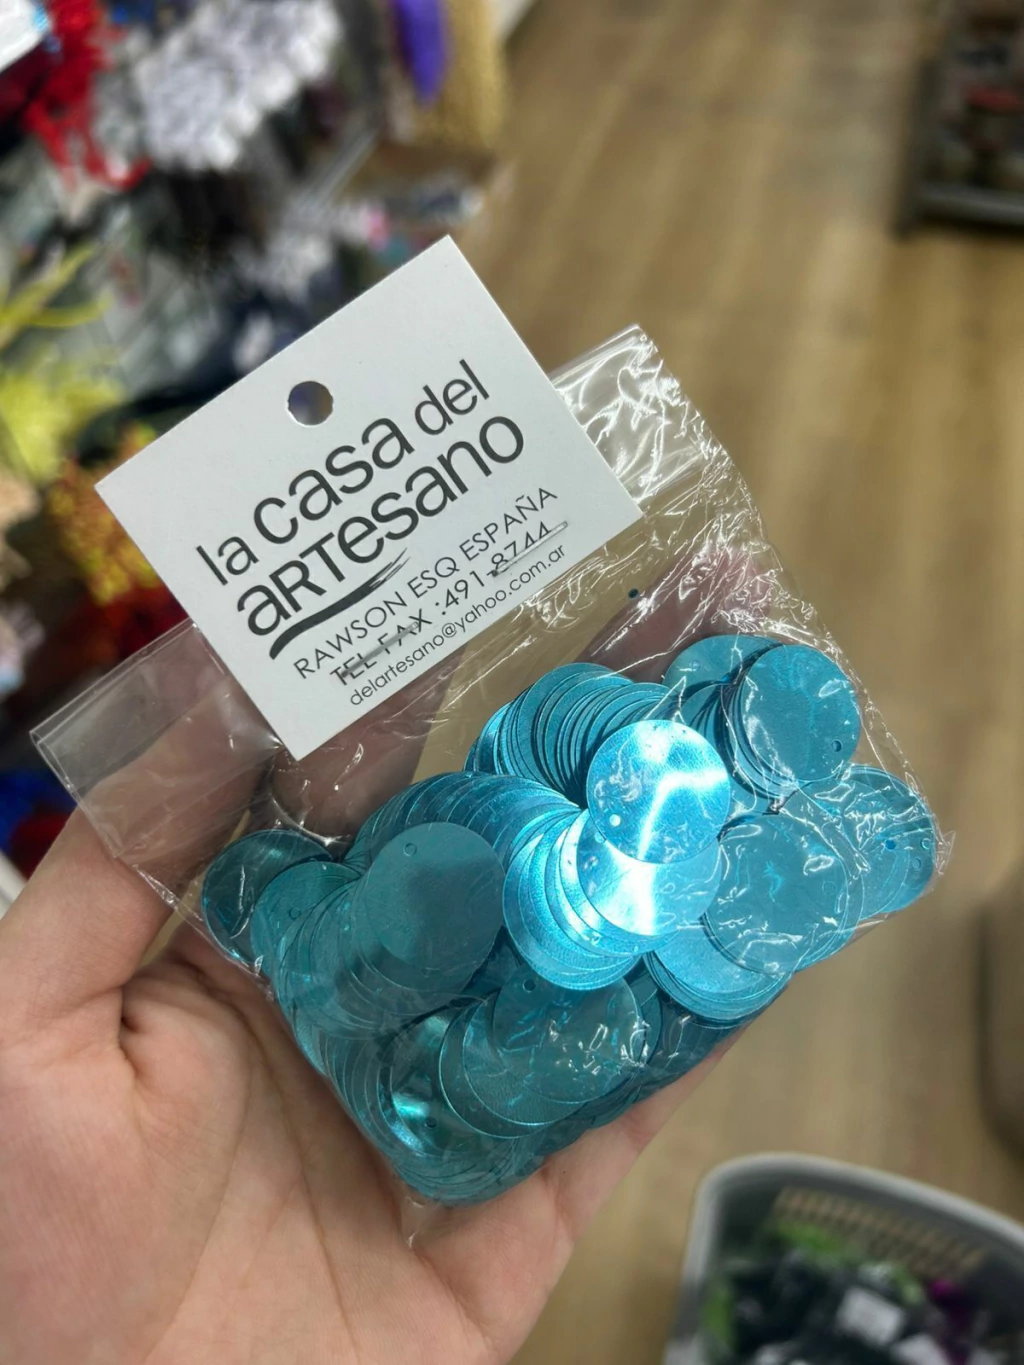 la casa del
aRTesano
RAWSON ESQ ESPAÑA
TEL FAX :491-8744
delartesano@yahoo.com.ar